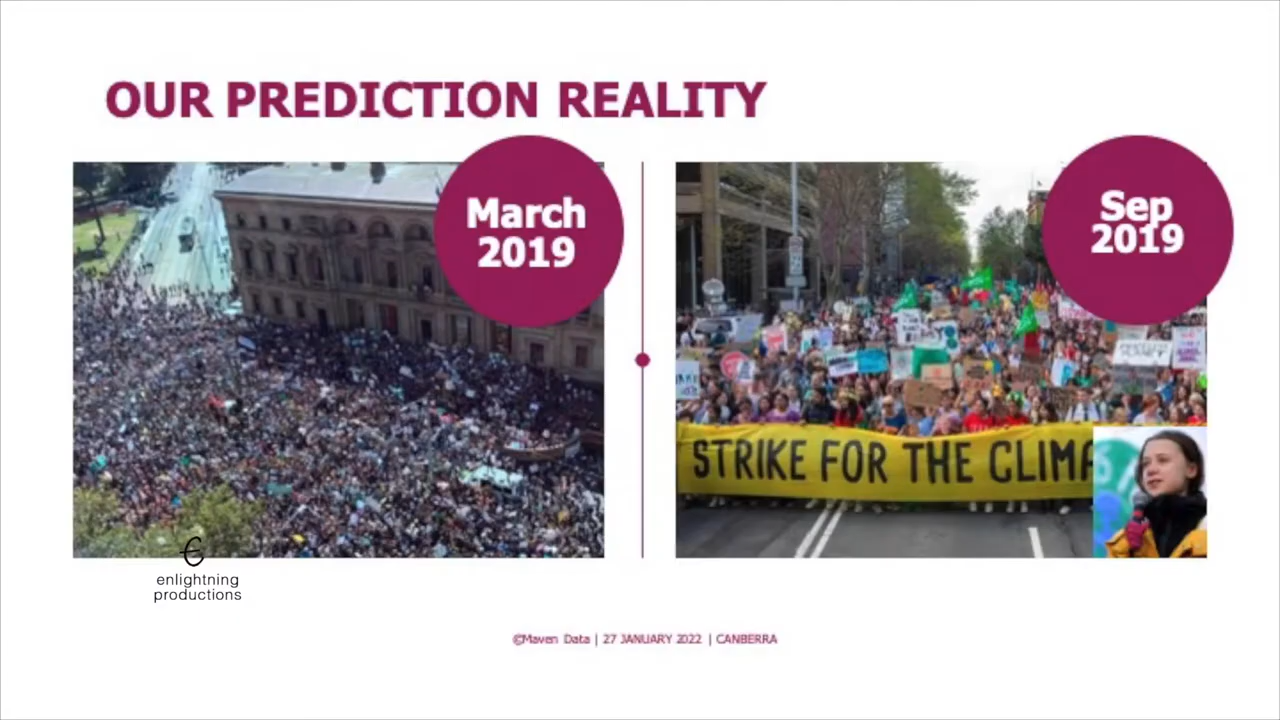 OUR PREDICTION REALITY
March
2019
Sep
2019
STRIKE FOR THE CLIMA
enlightning
productions
©Maven Data | 27 JANUARY 2022 | CANBERRA